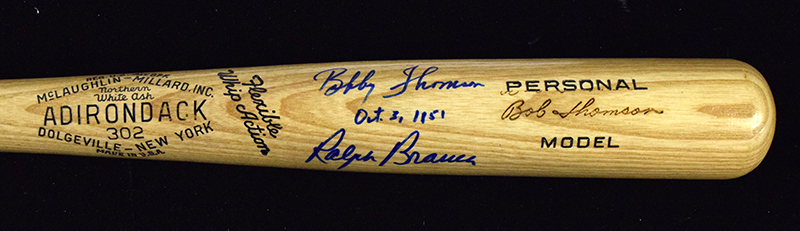 McLAUGHLIN-MILLARD, INC.
Northern
White Ash
ADIRONDACK
302
DOLGEVILLE-NEW YORK
MADE IN U.S.A.
Flexible
Whip Action
Bobby Thomson
Oct. 3, 1951
Ralph Branca
PERSONAL
Bob Thomson
MODEL